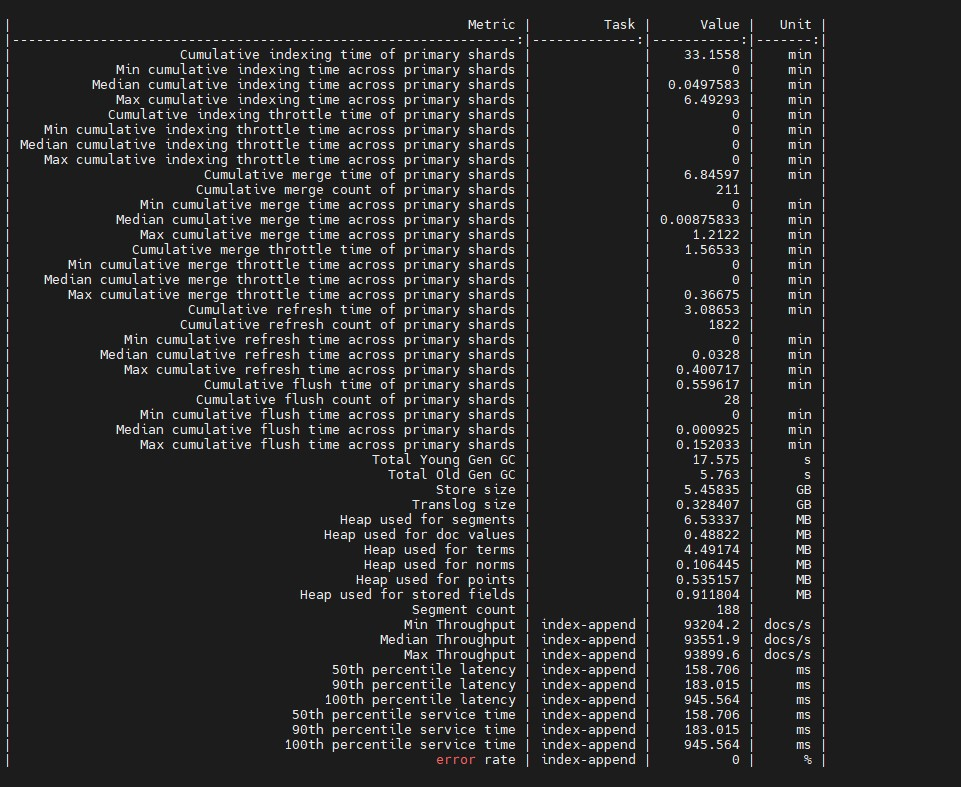 | Metric | Task | Value | Unit |
|---------------------------------------------------------------:|-------------:|-----------:|-------:|
| Cumulative indexing time of primary shards | | 33.1558 | min |
| Min cumulative indexing time across primary shards | | 0 | min |
| Median cumulative indexing time across primary shards | | 0.0497583 | min |
| Max cumulative indexing time across primary shards | | 6.49293 | min |
| Cumulative indexing throttle time of primary shards | | 0 | min |
| Min cumulative indexing throttle time across primary shards | | 0 | min |
| Median cumulative indexing throttle time across primary shards | | 0 | min |
| Max cumulative indexing throttle time across primary shards | | 0 | min |
| Cumulative merge time of primary shards | | 6.84597 | min |
| Cumulative merge count of primary shards | | 211 | |
| Min cumulative merge time across primary shards | | 0 | min |
| Median cumulative merge time across primary shards | | 0.00875833 | min |
| Max cumulative merge time across primary shards | | 1.2122 | min |
| Cumulative merge throttle time of primary shards | | 1.56533 | min |
| Min cumulative merge throttle time across primary shards | | 0 | min |
| Median cumulative merge throttle time across primary shards | | 0 | min |
| Max cumulative merge throttle time across primary shards | | 0.36675 | min |
| Cumulative refresh time of primary shards | | 3.08653 | min |
| Cumulative refresh count of primary shards | | 1822 | |
| Min cumulative refresh time across primary shards | | 0 | min |
| Median cumulative refresh time across primary shards | | 0.0328 | min |
| Max cumulative refresh time across primary shards | | 0.400717 | min |
| Cumulative flush time of primary shards | | 0.559617 | min |
| Cumulative flush count of primary shards | | 28 | |
| Min cumulative flush time across primary shards | | 0 | min |
| Median cumulative flush time across primary shards | | 0.000925 | min |
| Max cumulative flush time across primary shards | | 0.152033 | min |
| Total Young Gen GC | | 17.575 | s |
| Total Old Gen GC | | 5.763 | s |
| Store size | | 5.45835 | GB |
| Translog size | | 0.328407 | GB |
| Heap used for segments | | 6.53337 | MB |
| Heap used for doc values | | 0.48822 | MB |
| Heap used for terms | | 4.49174 | MB |
| Heap used for norms | | 0.106445 | MB |
| Heap used for points | | 0.535157 | MB |
| Heap used for stored fields | | 0.911804 | MB |
| Segment count | | 188 | |
| Min Throughput | index-append | 93204.2 | docs/s |
| Median Throughput | index-append | 93551.9 | docs/s |
| Max Throughput | index-append | 93899.6 | docs/s |
| 50th percentile latency | index-append | 158.706 | ms |
| 90th percentile latency | index-append | 183.015 | ms |
| 100th percentile latency | index-append | 945.564 | ms |
| 50th percentile service time | index-append | 158.706 | ms |
| 90th percentile service time | index-append | 183.015 | ms |
| 100th percentile service time | index-append | 945.564 | ms |
| error rate | index-append | 0 | % |